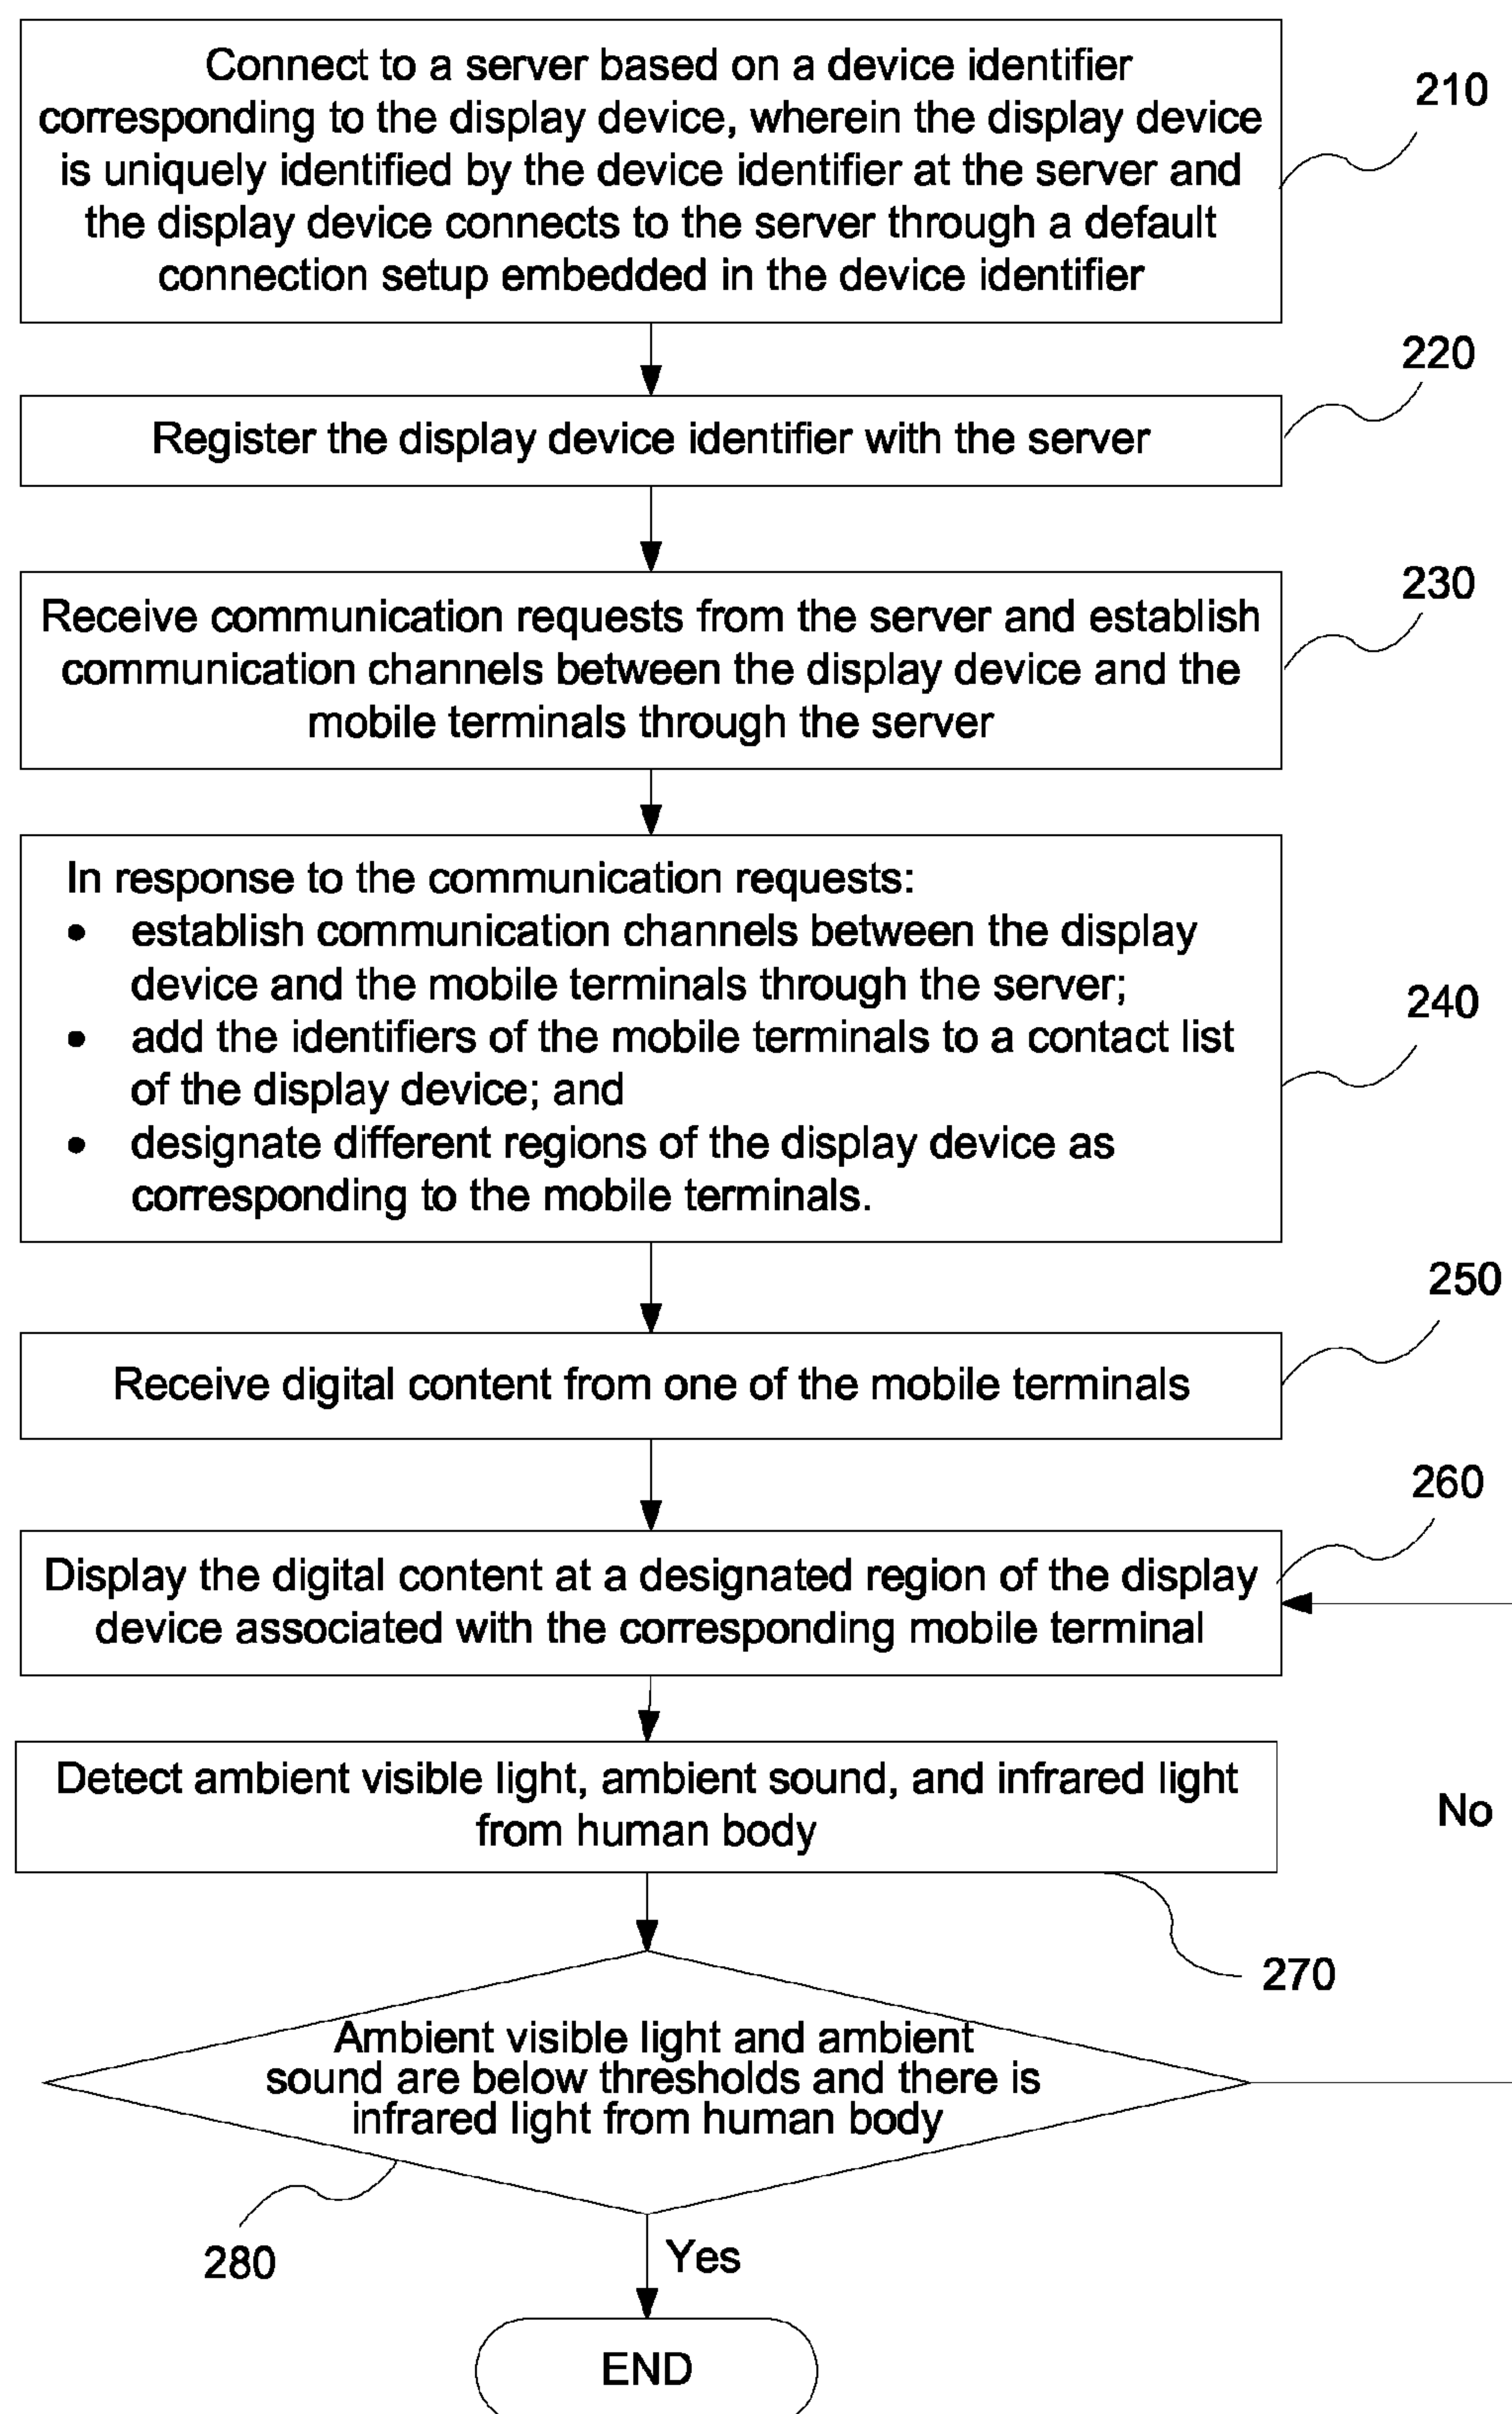 Connect to a server based on a device identifier
corresponding to the display device, wherein the display device
is uniquely identified by the device identifier at the server and
the display device connects to the server through a default
connection setup embedded in the device identifier
210
220
Register the display device identifier with the server
230
Receive communication requests from the server and establish
communication channels between the display device and the
mobile terminals through the server
In response to the communication requests:
• establish communication channels between the display
device and the mobile terminals through the server;
• add the identifiers of the mobile terminals to a contact list
of the display device; and
• designate different regions of the display device as
corresponding to the mobile terminals.
240
250
Receive digital content from one of the mobile terminals
260
Display the digital content at a designated region of the display
device associated with the corresponding mobile terminal
Detect ambient visible light, ambient sound, and infrared light
from human body
No
270
Ambient visible light and ambient
sound are below thresholds and there is
infrared light from human body
280
Yes
END